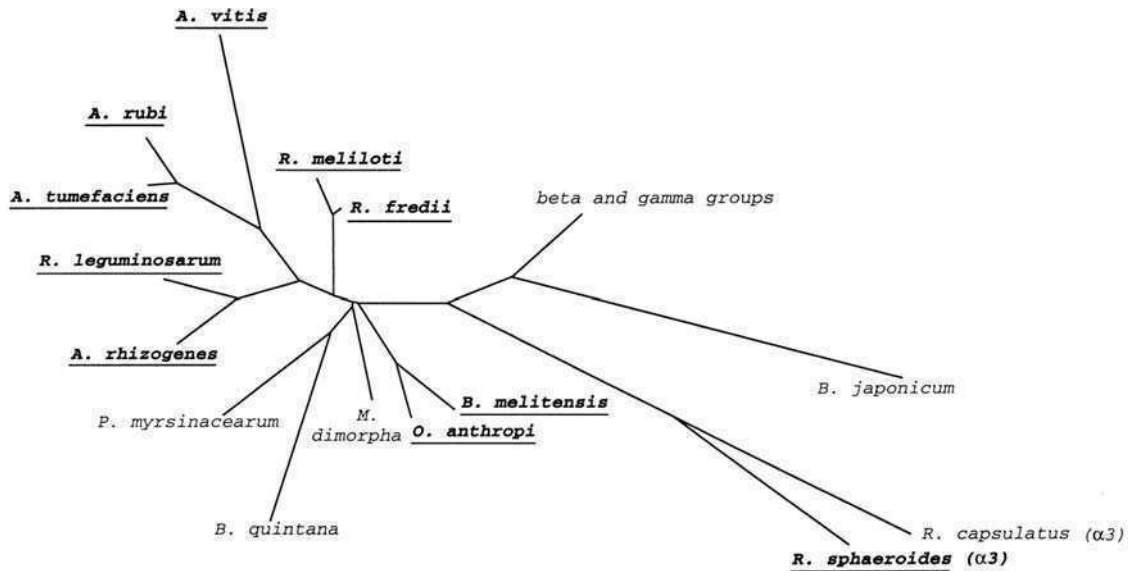 A. vitis
A. rubi
R. meliloti
A. tumefaciens
R. fredii
beta and gamma groups
R. leguminosarum
A. rhizogenes
B. japonicum
P. myrsinacearum
M.
dimorpha
B. melitensis
O. anthropi
B. quintana
R. capsulatus (α3)
R. sphaeroides (α3)